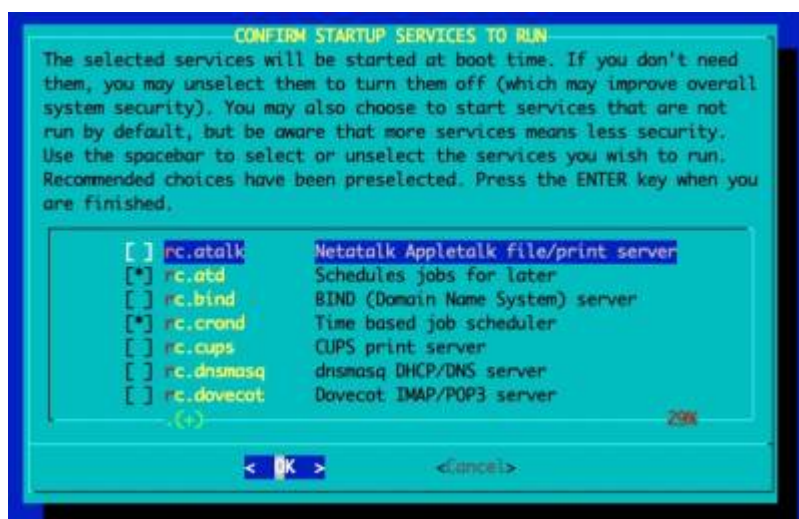 CONFIRM STARTUP SERVICES TO RUN
The selected services will be started at boot time. If you don't need
them, you may unselect them to turn them off (which may improve overall
system security). You may also choose to start services that are not
run by default, but be aware that more services means less security.
Use the spacebar to select or unselect the services you wish to run.
Recommended choices have been preselected. Press the ENTER key when you
are finished.
[ ] rc.atalk Netatalk Appletalk file/print server
[*] rc.atd Schedules jobs for later
[ ] rc.bind BIND (Domain Name System) server
[*] rc.crond Time based job scheduler
[ ] rc.cups CUPS print server
[ ] rc.dnsmasq dnsmasq DHCP/DNS server
[ ] rc.dovecot Dovecot IMAP/POP3 server
.(+) 29%
< OK > <Cancel>